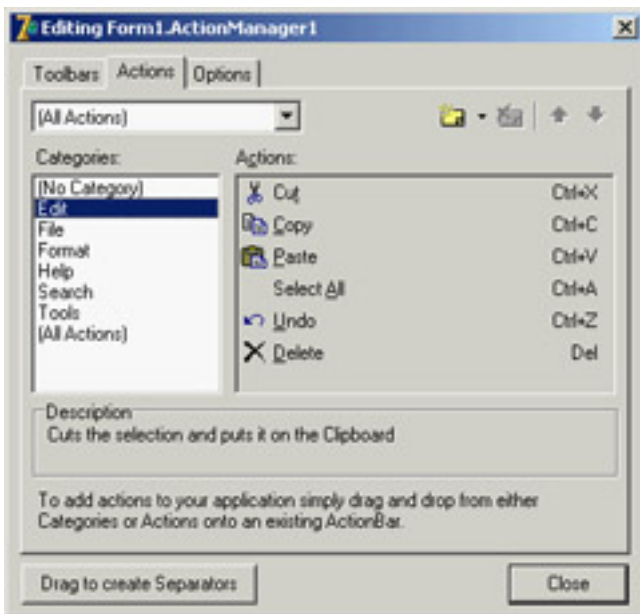 Editing Form1.ActionManager1
Toolbars Actions Options
(All Actions)
Categories:
(No Category)
Edit
File
Format
Help
Search
Tools
(All Actions)
Actions:
Cut Ctrl+X
Copy Ctrl+C
Paste Ctrl+V
Select All Ctrl+A
Undo Ctrl+Z
Delete Del
Description
Cuts the selection and puts it on the Clipboard
To add actions to your application simply drag and drop from either
Categories or Actions onto an existing ActionBar.
Drag to create Separators
Close